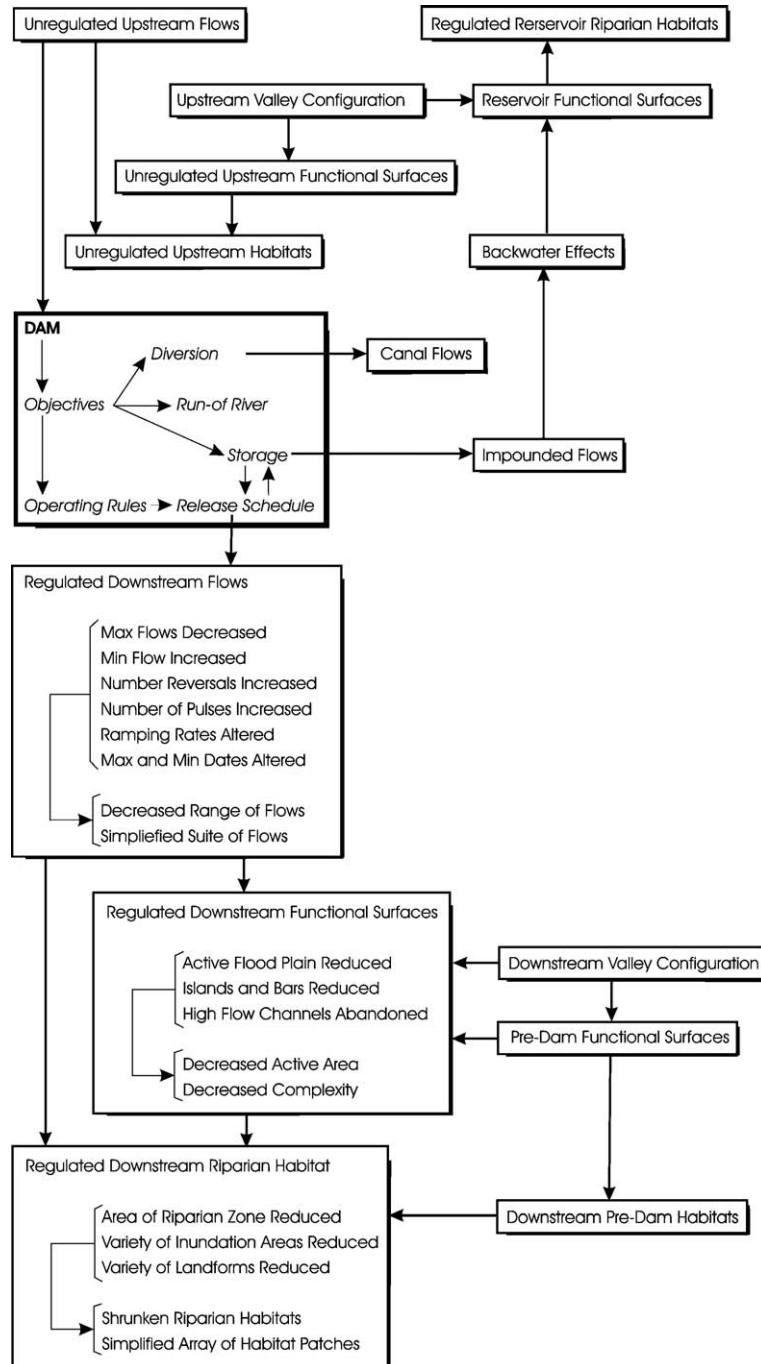 Unregulated Upstream Flows
Regulated Rerservoir Riparian Habitats
Upstream Valley Configuration
Reservoir Functional Surfaces
Unregulated Upstream Functional Surfaces
Unregulated Upstream Habitats
Backwater Effects
DAM
Diversion
Canal Flows
Objectives
Run-of River
Storage
Impounded Flows
Operating Rules
Release Schedule
Regulated Downstream Flows
Max Flows Decreased
Min Flow Increased
Number Reversals Increased
Number of Pulses Increased
Ramping Rates Altered
Max and Min Dates Altered
Decreased Range of Flows
Simpliefied Suite of Flows
Regulated Downstream Functional Surfaces
Active Flood Plain Reduced
Islands and Bars Reduced
High Flow Channels Abandoned
Decreased Active Area
Decreased Complexity
Downstream Valley Configuration
Pre-Dam Functional Surfaces
Regulated Downstream Riparian Habitat
Area of Riparian Zone Reduced
Variety of Inundation Areas Reduced
Variety of Landforms Reduced
Shrunken Riparian Habitats
Simplified Array of Habitat Patches
Downstream Pre-Dam Habitats